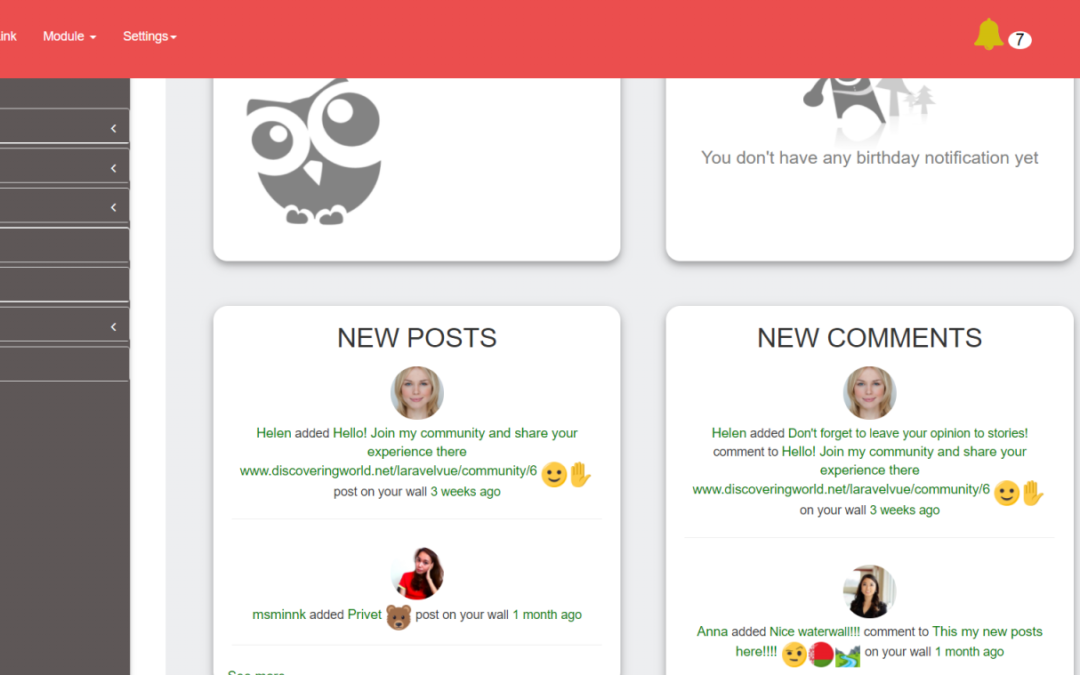 Module Settings 7
You don't have any birthday notification yet
NEW POSTS
Helen added Hello! Join my community and share your
experience there
www.discoveringworld.net/laravelvue/community/6 🙂✋
post on your wall 3 weeks ago
msminnk added Privet 🐻 post on your wall 1 month ago
See more
NEW COMMENTS
Helen added Don't forget to leave your opinion to stories!
comment to Hello! Join my community and share your
experience there
www.discoveringworld.net/laravelvue/community/6 🙂✋
on your wall 3 weeks ago
Anna added Nice waterwall!!! comment to This my new posts
here!!!! 😏🇧🇾🏞️ on your wall 1 month ago